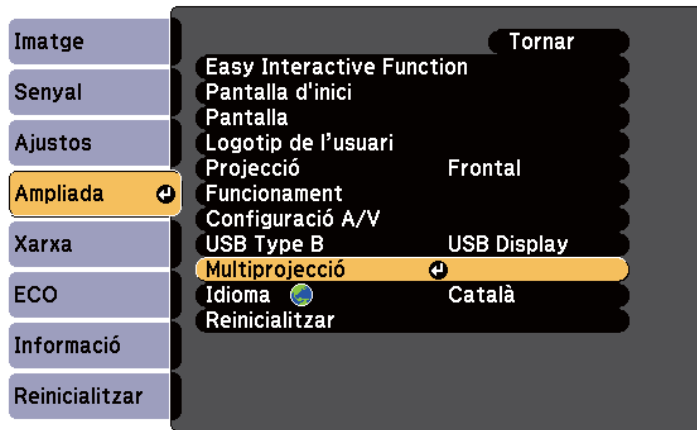 Imatge
Senyal
Ajustos
Ampliada
Xarxa
ECO
Informació
Reinicialitzar
Tornar
Easy Interactive Function
Pantalla d'inici
Pantalla
Logotip de l’usuari
Projecció Frontal
Funcionament
Configuració A/V
USB Type B USB Display
Multiprojecció
Idioma Català
Reinicialitzar